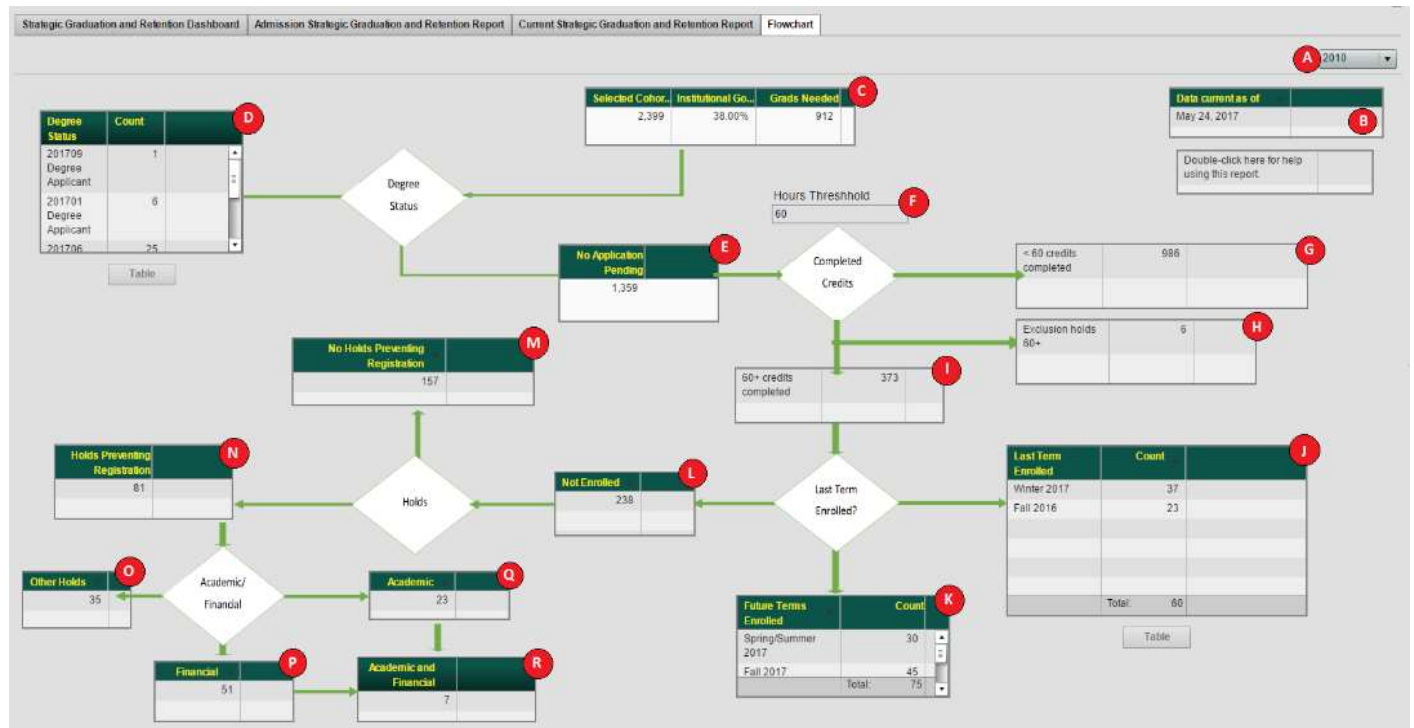 Strategic Graduation and Retention Dashboard
Admission Strategic Graduation and Retention Report
Current Strategic Graduation and Retention Report
Flowchart
A
2010
Selected Cohor... Institutional Go... Grads Needed
C
2,399 38.00% 912
Data current as of
May 24, 2017
B
Double-click here for help
using this report.
Degree
Status
Count
D
201709
Degree
Applicant
1
201701
Degree
Applicant
6
201706 25
Table
Degree
Status
Hours Threshhold
60
F
No Application
Pending
E
1,359
Completed
Credits
< 60 credits
completed
986
G
Exclusion holds
60+
6
H
60+ credits
completed
373
I
No Holds Preventing
Registration
M
157
Holds Preventing
Registration
N
81
Holds
Not Enrolled
L
238
Last Term
Enrolled?
Last Term
Enrolled
Count
J
Winter 2017 37
Fall 2016 23
Total: 60
Table
Other Holds
O
35
Academic/
Financial
Academic
Q
23
Future Terms
Enrolled
Count
K
Spring/Summer
2017
30
Fall 2017 45
Total: 75
Financial
P
51
Academic and
Financial
R
7